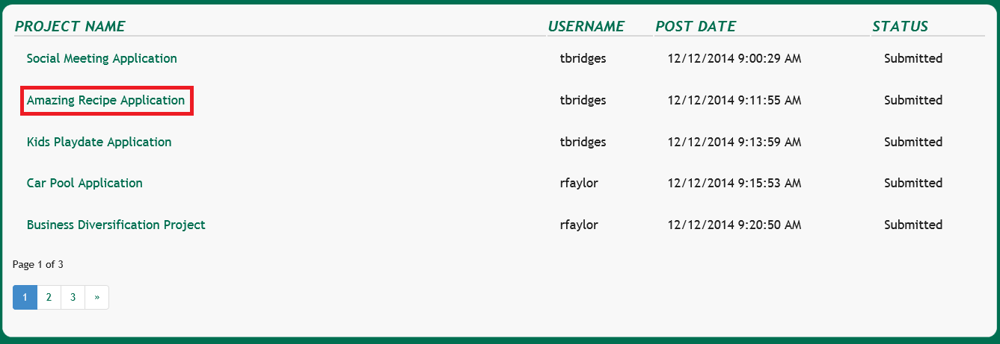 PROJECT NAME USERNAME POST DATE STATUS
Social Meeting Application tbridges 12/12/2014 9:00:29 AM Submitted
Amazing Recipe Application tbridges 12/12/2014 9:11:55 AM Submitted
Kids Playdate Application tbridges 12/12/2014 9:13:59 AM Submitted
Car Pool Application rfaylor 12/12/2014 9:15:53 AM Submitted
Business Diversification Project rfaylor 12/12/2014 9:20:50 AM Submitted
Page 1 of 3
1 2 3 »